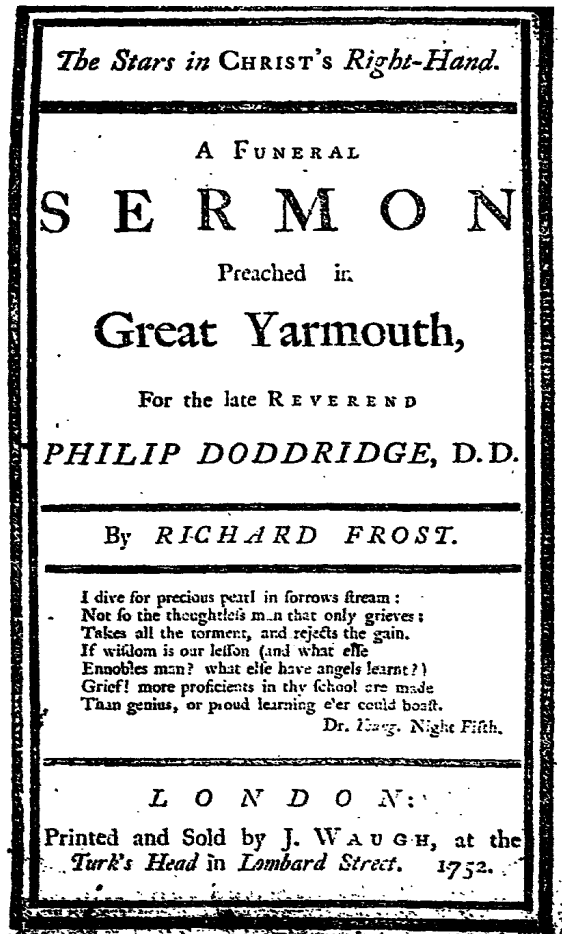 The Stars in CHRIST's Right-Hand.
A FUNERAL
SERMON
Preached in
Great Yarmouth,
For the late REVEREND
PHILIP DODDRIDGE, D.D.
By RICHARD FROST.
I dive for precious pearl in ſorrows ſtream:
Not ſo the thoughtleſs man that only grieves;
Takes all the torment, and rejects the gain.
If wiſdom is our leſſon (and what elſe
Ennobles man? what elſe have angels learnt?)
Grief! more proficients in thy ſchool are made
Than genius, or proud learning e'er could boaſt.
Dr. Night Fifth.
LONDON:
Printed and Sold by J. WAUGH, at the
Turk's Head in Lombard Street. 1752.